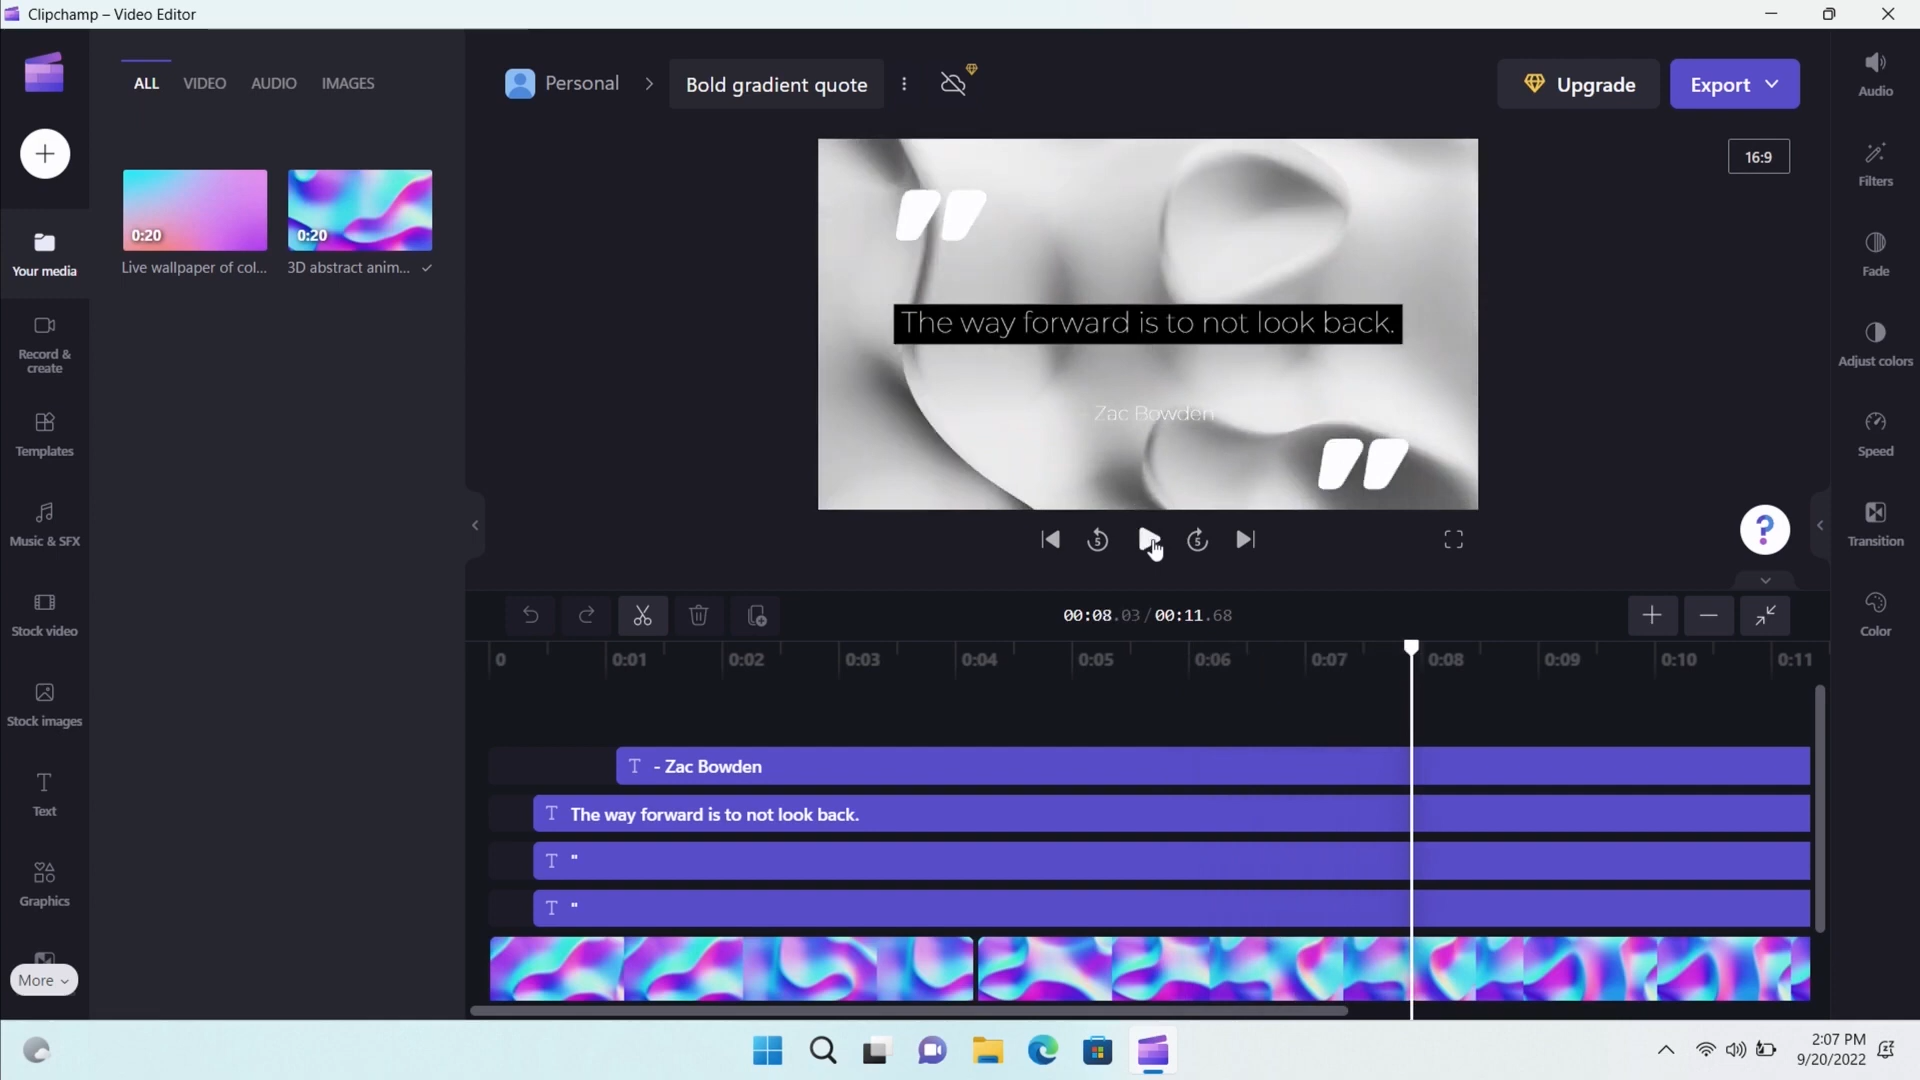 Clipchamp – Video Editor
ALL VIDEO AUDIO IMAGES
Personal
Bold gradient quote
Upgrade
Export
Audio
16:9
Filters
0:20
0:20
Live wallpaper of col...
3D abstract anim...
Your media
Fade
"
The way forward is to not look back.
Zac Bowden
"
Record &
create
Adjust colors
Templates
Speed
Music & SFX
5
5
?
Transition
Stock video
00:08.03/00:11.68
Color
0 0:01 0:02 0:03 0:04 0:05 0:06 0:07 0:08 0:09 0:10 0:11
Stock images
T - Zac Bowden
Text
T The way forward is to not look back.
T "
Graphics
T "
More
2:07 PM
9/20/2022